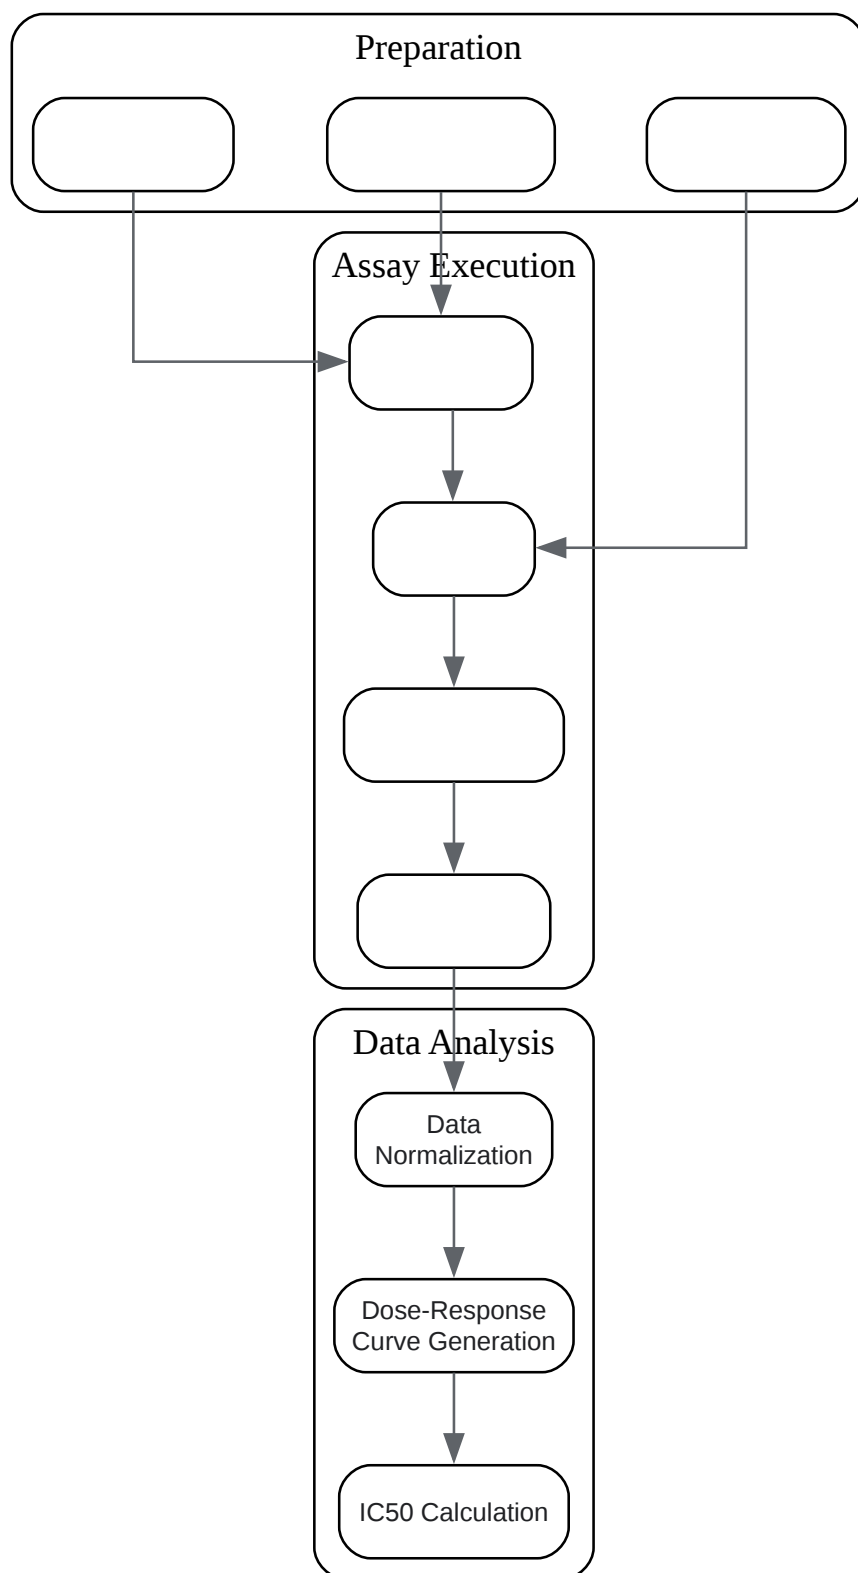 Preparation
Assay Execution
Data Analysis
Data
Normalization
Dose-Response
Curve Generation
IC50 Calculation